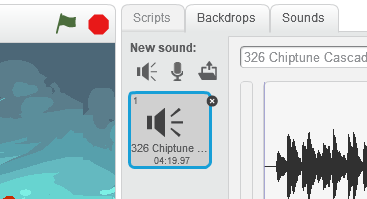 Scripts Backdrops Sounds
New sound:
326 Chiptune Cascad
1
326 Chiptune ...
04:19.97